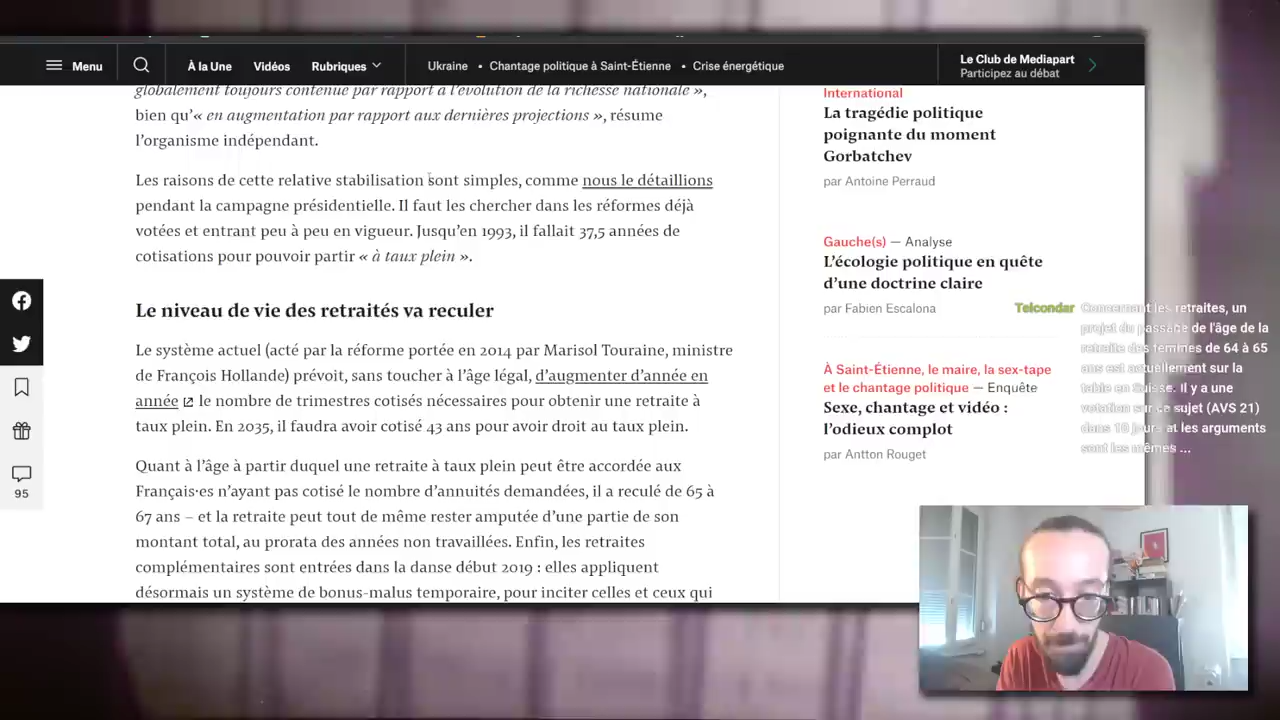 Menu
À la Une
Vidéos
Rubriques
Ukraine • Chantage politique à Saint-Étienne • Crise énergétique
Le Club de Mediapart
Participez au débat
globalement toujours contenue par rapport à l'évolution de la richesse nationale »,
bien qu'« en augmentation par rapport aux dernières projections », résume
l'organisme indépendant.
Les raisons de cette relative stabilisation sont simples, comme nous le détaillions
pendant la campagne présidentielle. Il faut les chercher dans les réformes déjà
votées et entrant peu à peu en vigueur. Jusqu'en 1993, il fallait 37,5 années de
cotisations pour pouvoir partir « à taux plein ».
Le niveau de vie des retraités va reculer
Le système actuel (acté par la réforme portée en 2014 par Marisol Touraine, ministre
de François Hollande) prévoit, sans toucher à l'âge légal, d'augmenter d'année en
année le nombre de trimestres cotisés nécessaires pour obtenir une retraite à
taux plein. En 2035, il faudra avoir cotisé 43 ans pour avoir droit au taux plein.
Quant à l'âge à partir duquel une retraite à taux plein peut être accordée aux
Français·es n'ayant pas cotisé le nombre d'annuités demandées, il a reculé de 65 à
67 ans – et la retraite peut tout de même rester amputée d'une partie de son
montant total, au prorata des années non travaillées. Enfin, les retraites
complémentaires sont entrées dans la danse début 2019 : elles appliquent
désormais un système de bonus-malus temporaire, pour inciter celles et ceux qui
95
International
La tragédie politique
poignante du moment
Gorbatchev
par Antoine Perraud
Gauche(s) — Analyse
L'écologie politique en quête
d'une doctrine claire
par Fabien Escalona
À Saint-Étienne, le maire, la sex-tape
et le chantage politique — Enquête
Sexe, chantage et vidéo :
l'odieux complot
par Antton Rouget
Telcondar Concernant les retraites, un
projet du passage de l'âge de la
retraite des femmes de 64 à 65
ans est actuellement sur la
table en Suisse. Il y a une
votation sur ce sujet (AVS 21)
dans 10 jours et les arguments
sont les mêmes ...